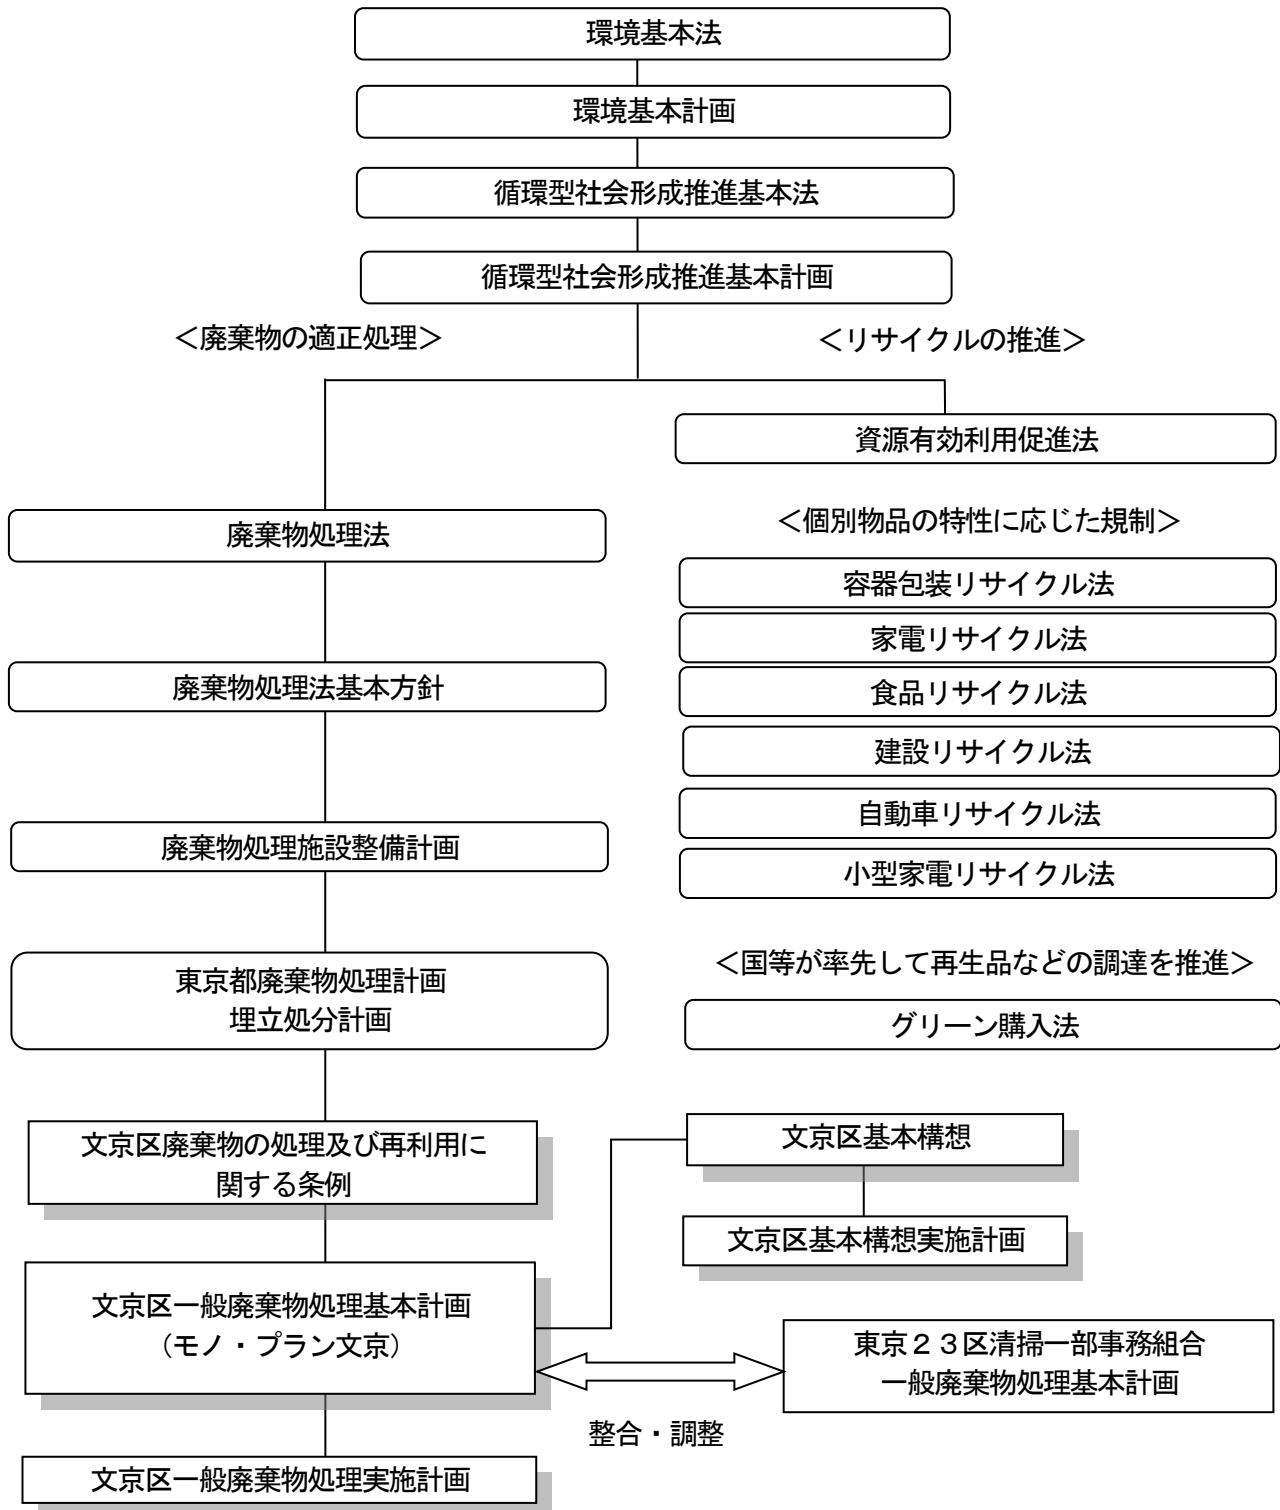 環境基本法
環境基本計画
循環型社会形成推進基本法
循環型社会形成推進基本計画
＜廃棄物の適正処理＞
＜リサイクルの推進＞
資源有効利用促進法
廃棄物処理法
＜個別物品の特性に応じた規制＞
容器包装リサイクル法
家電リサイクル法
廃棄物処理法基本方針
食品リサイクル法
建設リサイクル法
自動車リサイクル法
廃棄物処理施設整備計画
小型家電リサイクル法
東京都廃棄物処理計画
埋立処分計画
＜国等が率先して再生品などの調達を推進＞
グリーン購入法
文京区廃棄物の処理及び再利用に
関する条例
文京区基本構想
文京区基本構想実施計画
文京区一般廃棄物処理基本計画
（モノ・プラン文京）
東京２３区清掃一部事務組合
一般廃棄物処理基本計画
整合・調整
文京区一般廃棄物処理実施計画